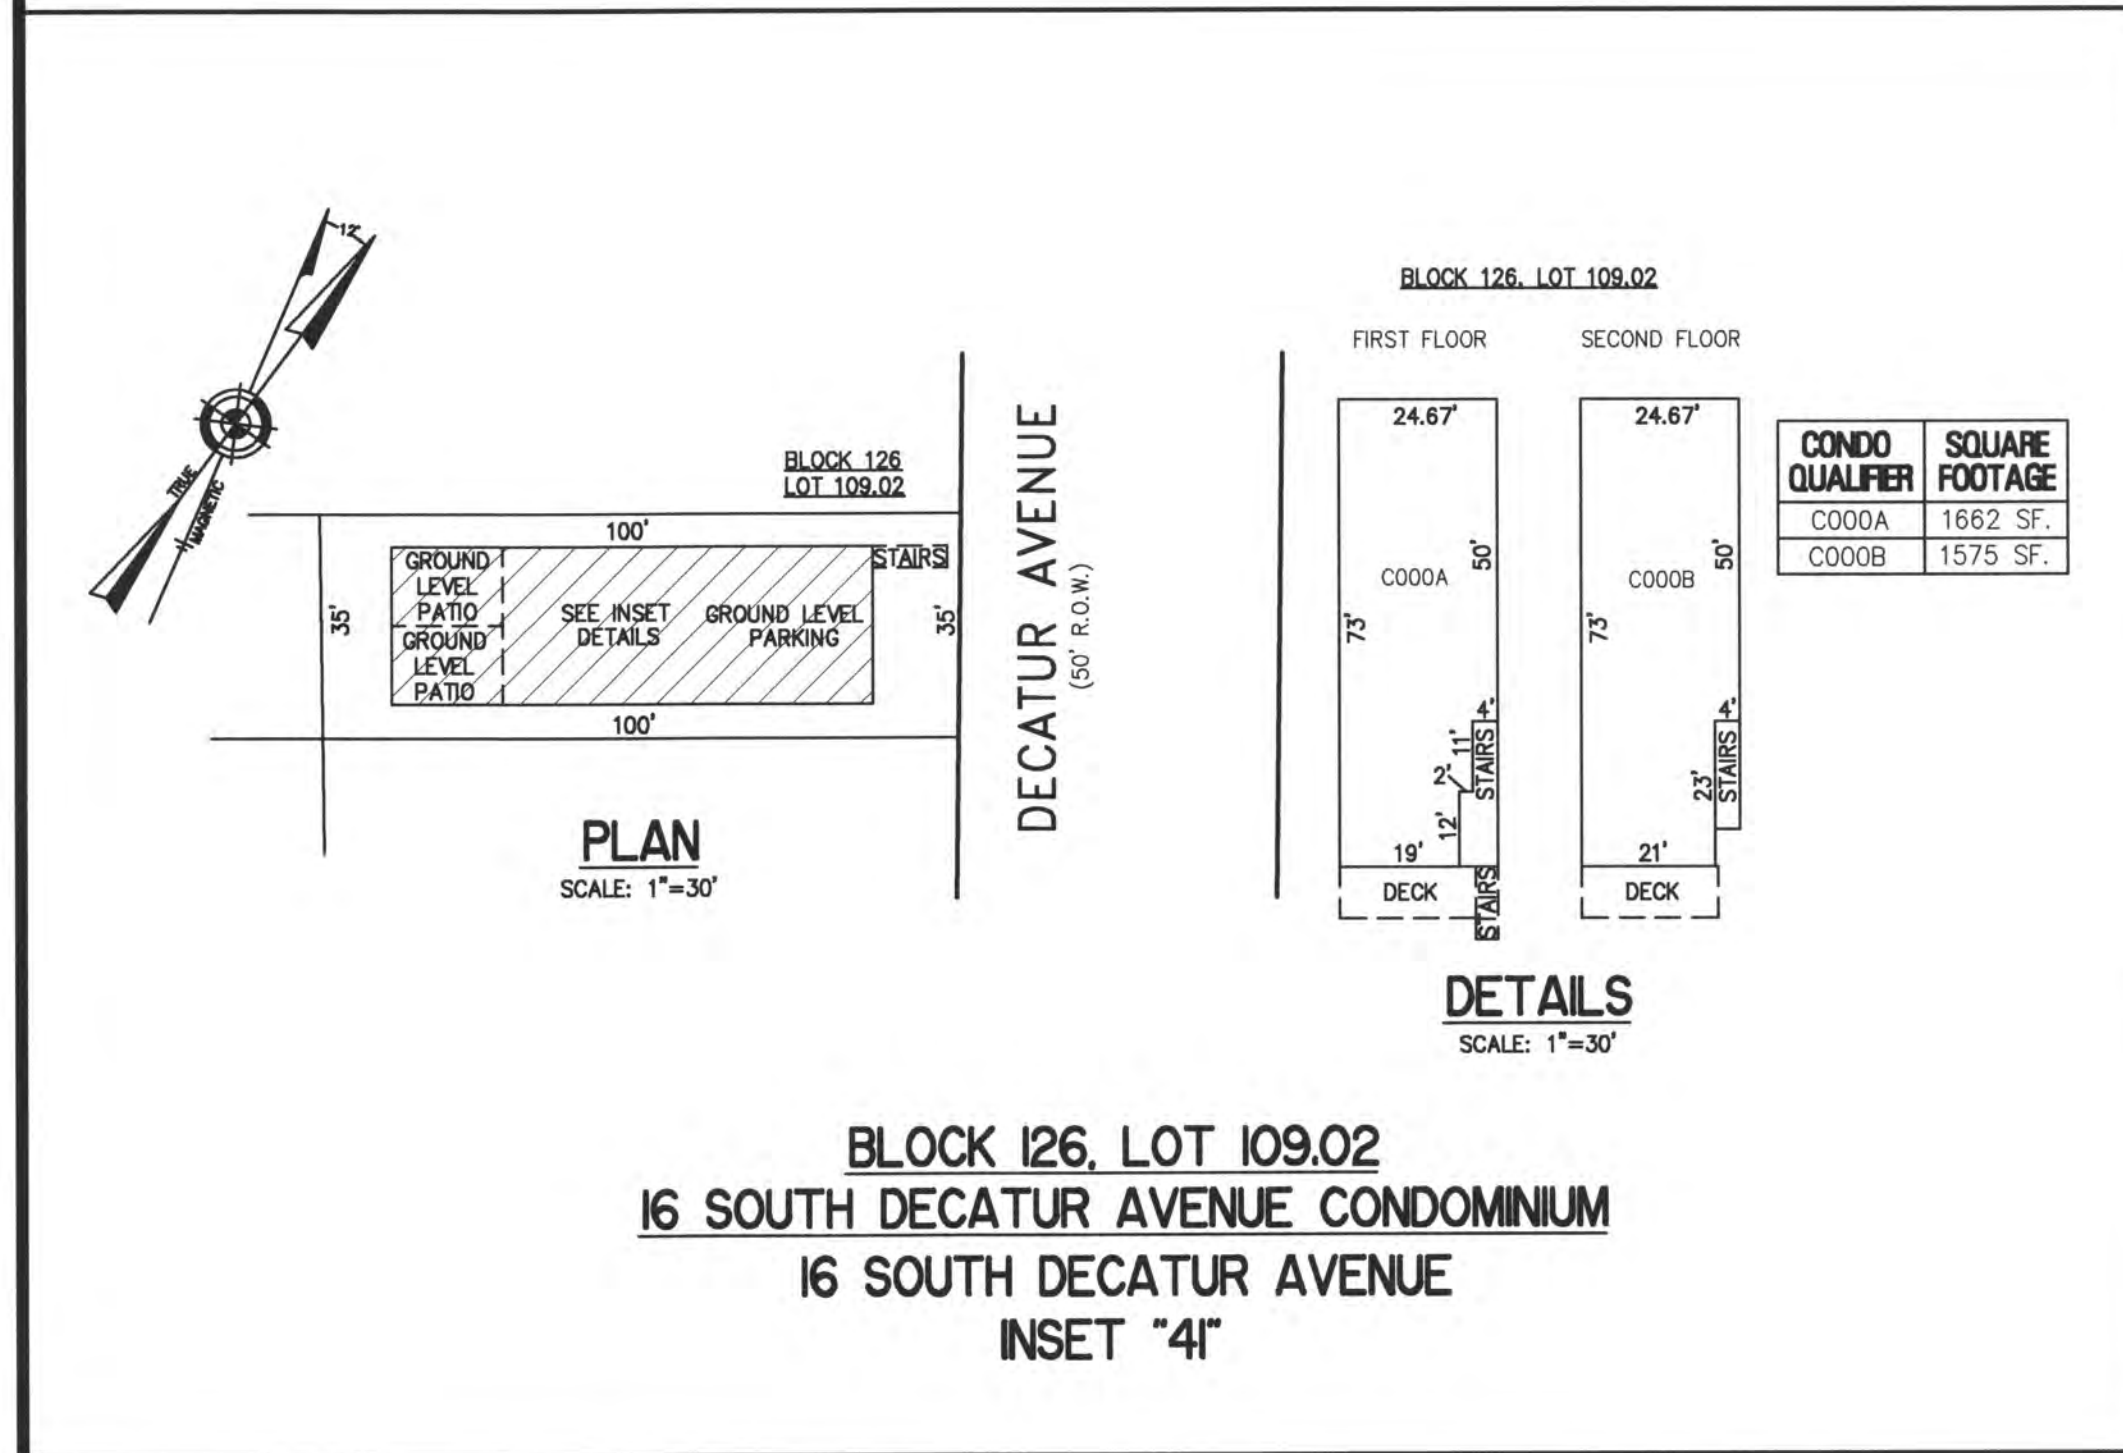 12°
TRUE
MAGNETIC
BLOCK 126
LOT 109.02
100'
GROUND
LEVEL
PATIO
GROUND
LEVEL
PATIO
SEE INSET
DETAILS
GROUND LEVEL
PARKING
STAIRS
35'
35'
100'
PLAN
SCALE: 1"=30'
DECATUR AVENUE
(50' R.O.W.)
BLOCK 126, LOT 109.02
FIRST FLOOR
24.67'
C000A
50'
73'
4'
11'
STAIRS
2'
12'
19'
DECK
STAIRS
SECOND FLOOR
24.67'
C000B
50'
73'
4'
STAIRS
23'
21'
DECK
CONDO QUALIFIER SQUARE FOOTAGE
C000A 1662 SF.
C000B 1575 SF.
DETAILS
SCALE: 1"=30'
BLOCK 126, LOT 109.02
16 SOUTH DECATUR AVENUE CONDOMINIUM
16 SOUTH DECATUR AVENUE
INSET "41"